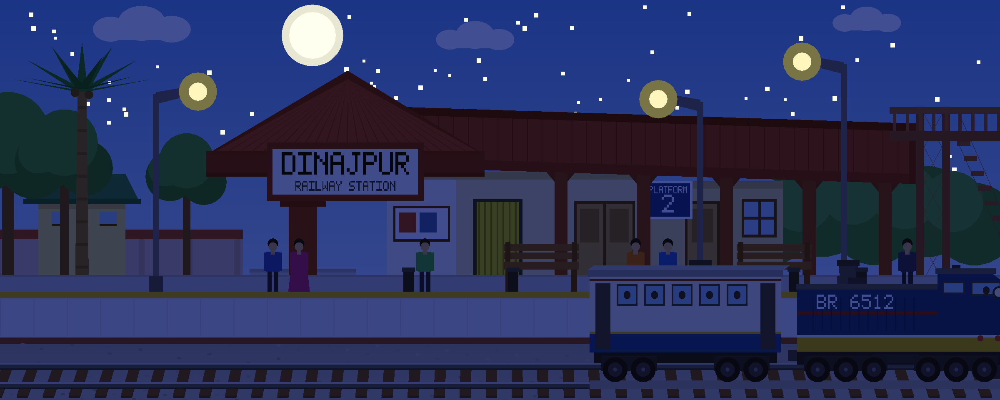 DINAJPUR
RAILWAY STATION
PLATFORM
2
BR 6512